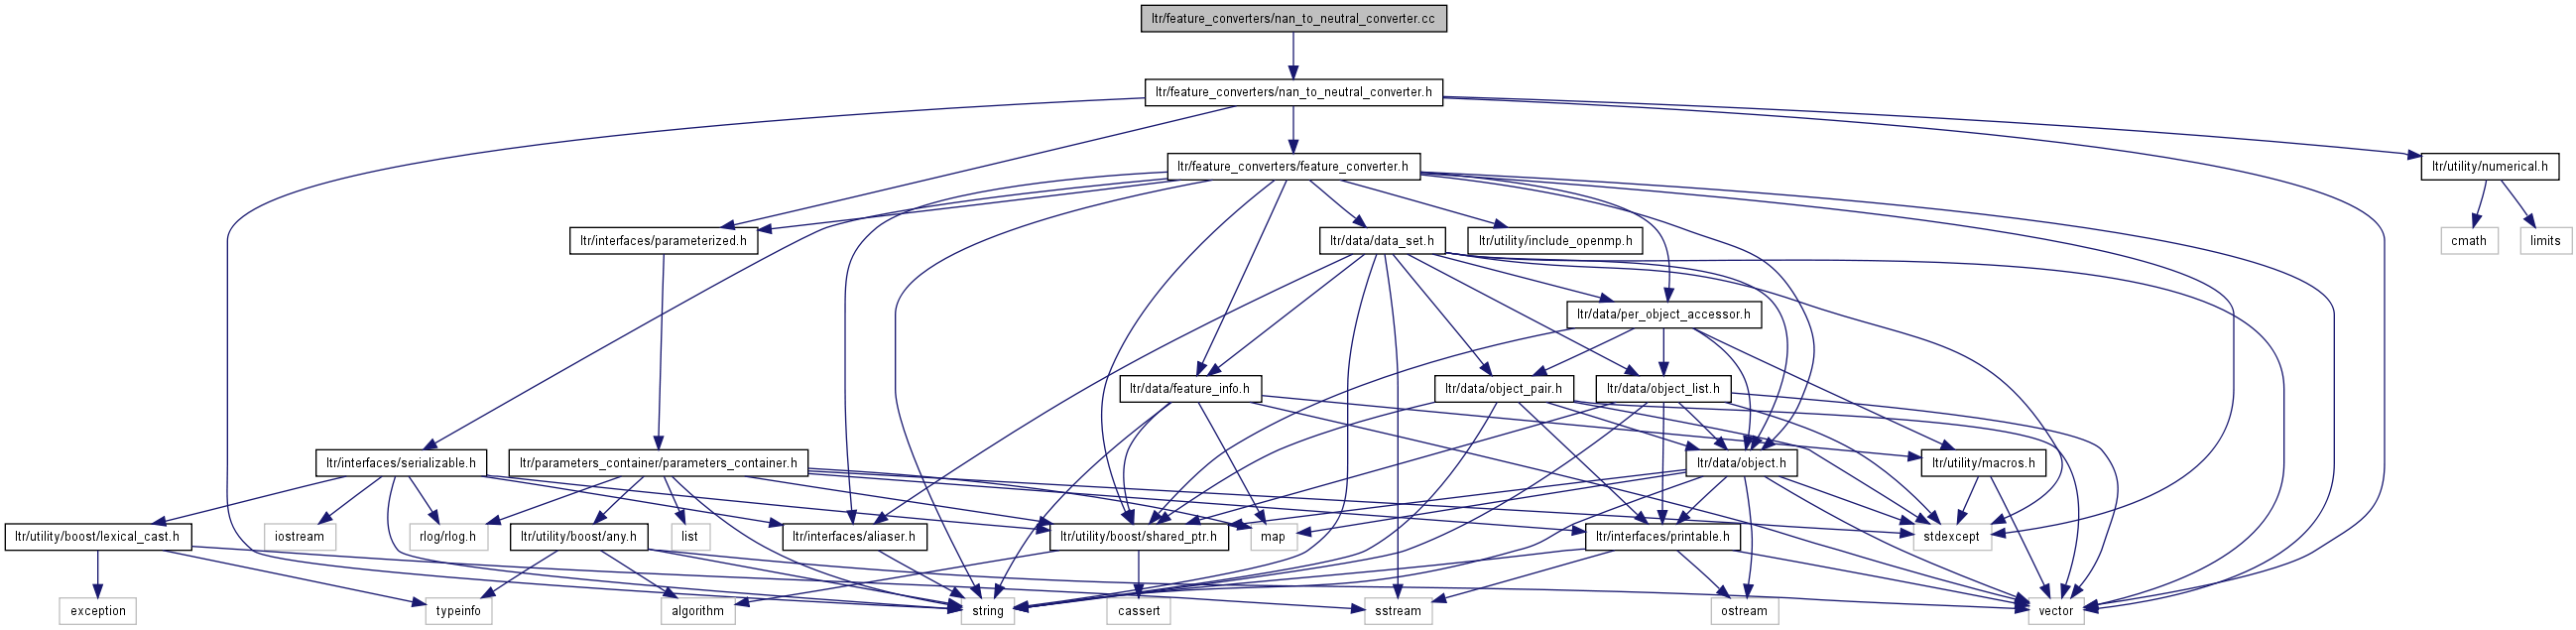 ltr/feature_converters/nan_to_neutral_converter.cc
ltr/feature_converters/nan_to_neutral_converter.h
ltr/feature_converters/feature_converter.h
ltr/utility/numerical.h
ltr/interfaces/parameterized.h
ltr/data/data_set.h
ltr/utility/include_openmp.h
cmath
limits
ltr/data/per_object_accessor.h
ltr/data/feature_info.h
ltr/data/object_pair.h
ltr/data/object_list.h
ltr/interfaces/serializable.h
ltr/parameters_container/parameters_container.h
ltr/data/object.h
ltr/utility/macros.h
ltr/utility/boost/lexical_cast.h
iostream
rlog/rlog.h
ltr/utility/boost/any.h
list
ltr/interfaces/aliaser.h
ltr/utility/boost/shared_ptr.h
map
ltr/interfaces/printable.h
stdexcept
exception
typeinfo
algorithm
string
cassert
sstream
ostream
vector